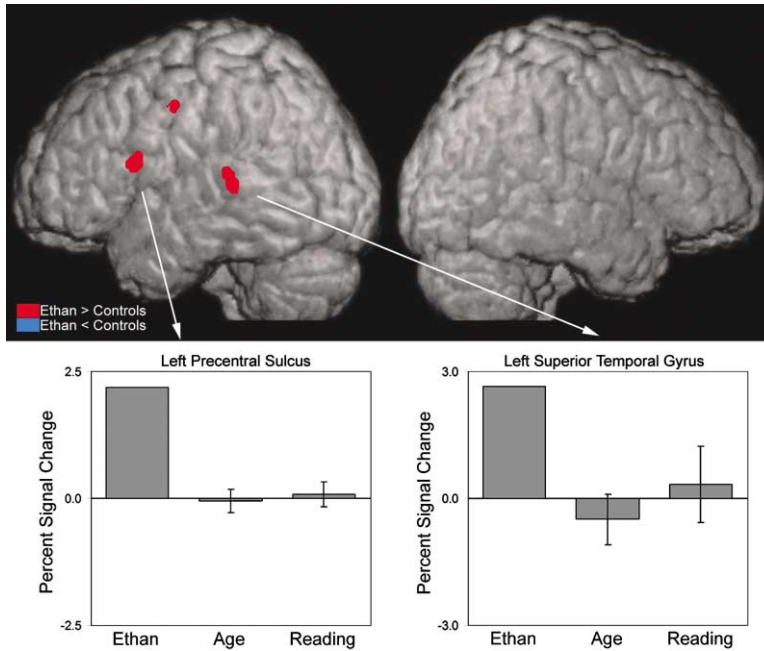 Ethan > Controls
Ethan < Controls
Left Precentral Sulcus
2.5
0.0
-2.5
Percent Signal Change
Ethan Age Reading
Left Superior Temporal Gyrus
3.0
0.0
-3.0
Percent Signal Change
Ethan Age Reading